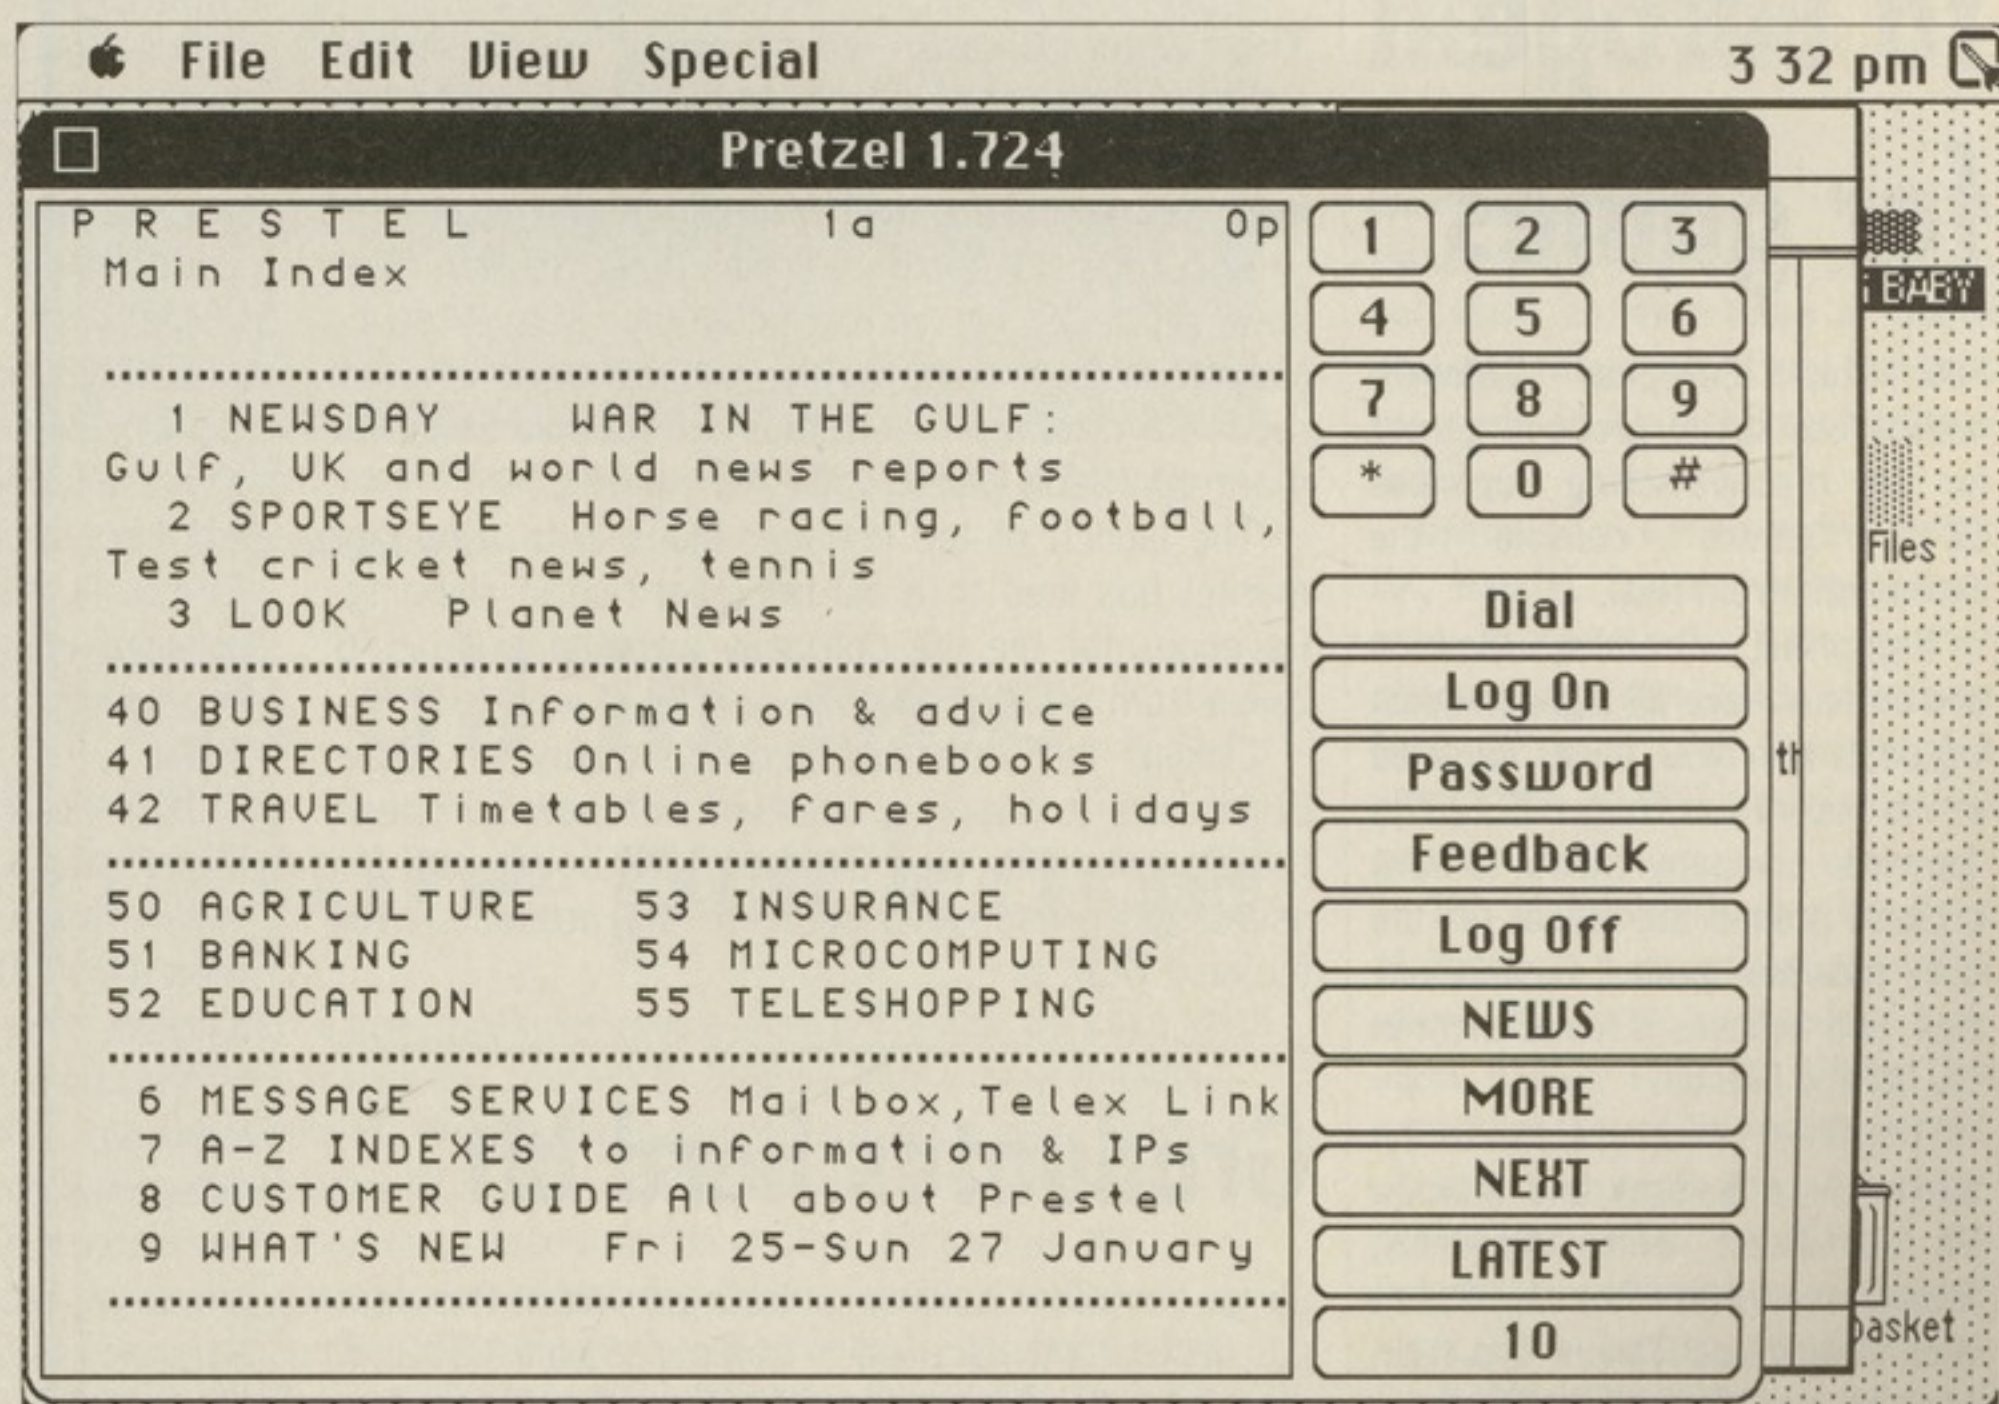 File Edit View Special 3 32 pm
Pretzel 1.724
P R E S T E L 1a 0p
Main Index
1 NEWSDAY WAR IN THE GULF:
Gulf, UK and world news reports
2 SPORTSEYE Horse racing, football,
Test cricket news, tennis
3 LOOK Planet News
40 BUSINESS Information & advice
41 DIRECTORIES Online phonebooks
42 TRAVEL Timetables, fares, holidays
50 AGRICULTURE 53 INSURANCE
51 BANKING 54 MICROCOMPUTING
52 EDUCATION 55 TELESHOPPING
6 MESSAGE SERVICES Mailbox,Telex Link
7 A-Z INDEXES to information & IPs
8 CUSTOMER GUIDE All about Prestel
9 WHAT'S NEW Fri 25-Sun 27 January
1 2 3
4 5 6
7 8 9
* 0 #
Dial
Log On
Password
Feedback
Log Off
NEWS
MORE
NEXT
LATEST
10
BABY
Files
th
basket